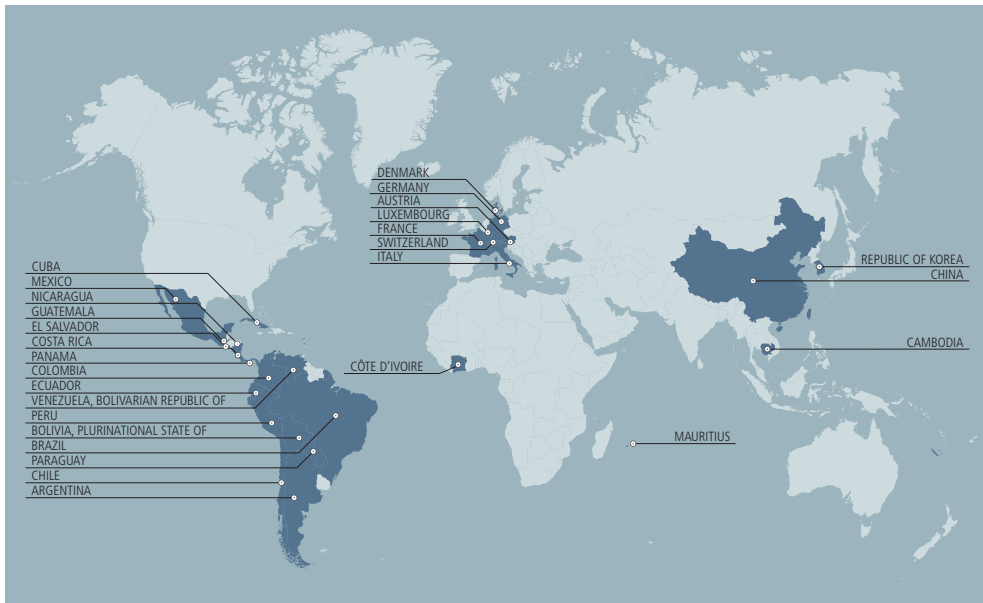 DENMARK
GERMANY
AUSTRIA
LUXEMBOURG
FRANCE
SWITZERLAND
ITALY
CUBA
MEXICO
NICARAGUA
GUATEMALA
EL SALVADOR
COSTA RICA
PANAMA
COLOMBIA
ECUADOR
VENEZUELA, BOLIVARIAN REPUBLIC OF
PERU
BOLIVIA, PLURINATIONAL STATE OF
BRAZIL
PARAGUAY
CHILE
ARGENTINA
CÔTE D'IVOIRE
REPUBLIC OF KOREA
CHINA
CAMBODIA
MAURITIUS